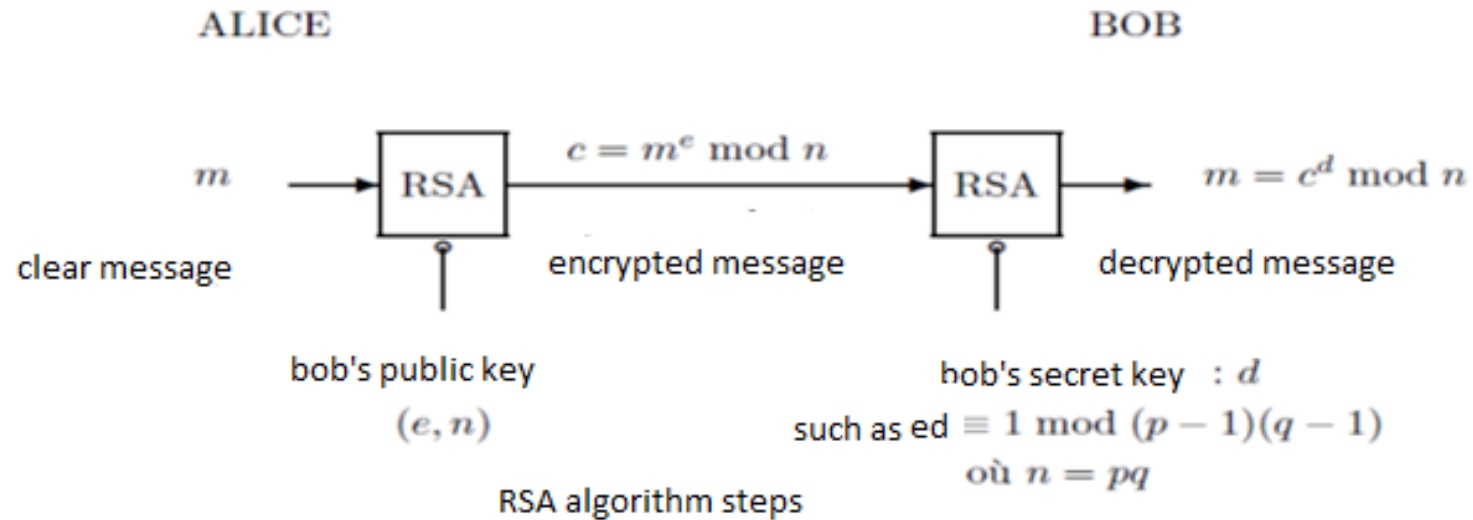 ALICE BOB
c = m^e mod n
m RSA RSA m = c^d mod n
clear message encrypted message decrypted message
bob's public key bob's secret key : d
(e, n) such as ed ≡ 1 mod (p − 1)(q − 1)
où n = pq
RSA algorithm steps